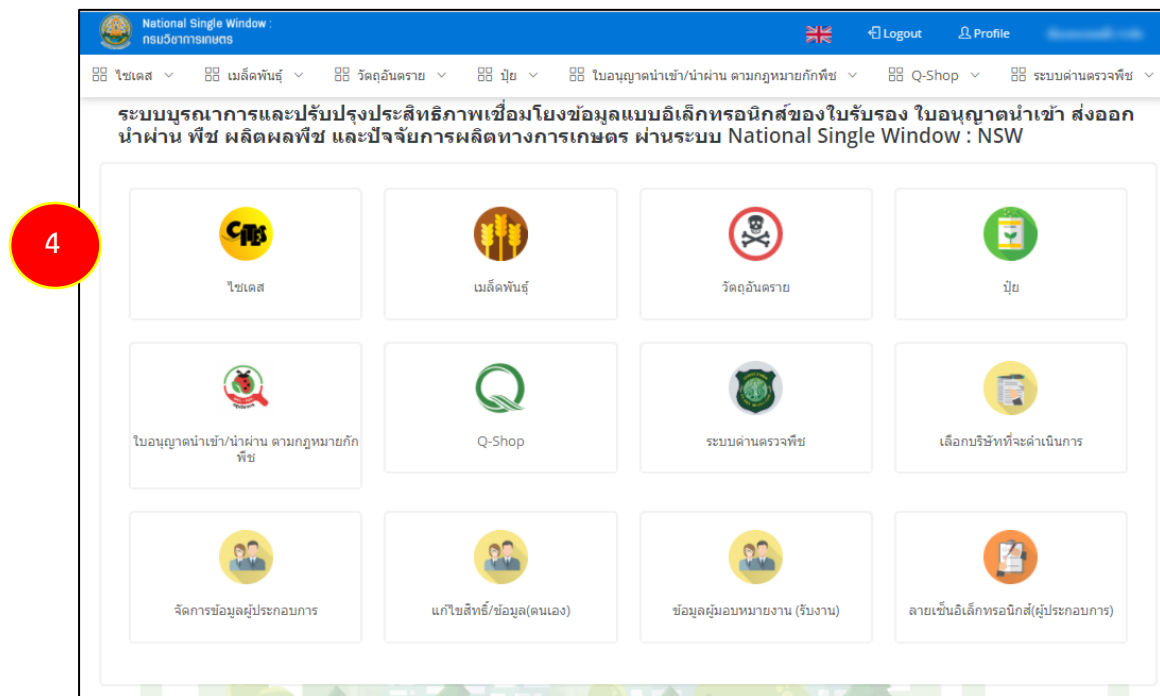 National Single Window :
กรมวิชาการเกษตร
Logout
Profile
ไซเตส
เมล็ดพันธุ์
วัตถุอันตราย
ปุ๋ย
ใบอนุญาตนำเข้า/นำผ่าน ตามกฎหมายกักพืช
Q-Shop
ระบบด่านตรวจพืช
ระบบบูรณาการและปรับปรุงประสิทธิภาพเชื่อมโยงข้อมูลแบบอิเล็กทรอนิกส์ของใบรับรอง ใบอนุญาตนำเข้า ส่งออก
นำผ่าน พืช ผลิตผลพืช และปัจจัยการผลิตทางการเกษตร ผ่านระบบ National Single Window : NSW
4
CITES
ไซเตส
เมล็ดพันธุ์
วัตถุอันตราย
ปุ๋ย
ใบอนุญาตนำเข้า/นำผ่าน ตามกฎหมายกัก
พืช
Q-Shop
ระบบด่านตรวจพืช
เลือกบริษัทที่จะดำเนินการ
จัดการข้อมูลผู้ประกอบการ
แก้ไขสิทธิ์/ข้อมูล(ตนเอง)
ข้อมูลผู้มอบหมายงาน (รับงาน)
ลายเซ็นอิเล็กทรอนิกส์(ผู้ประกอบการ)